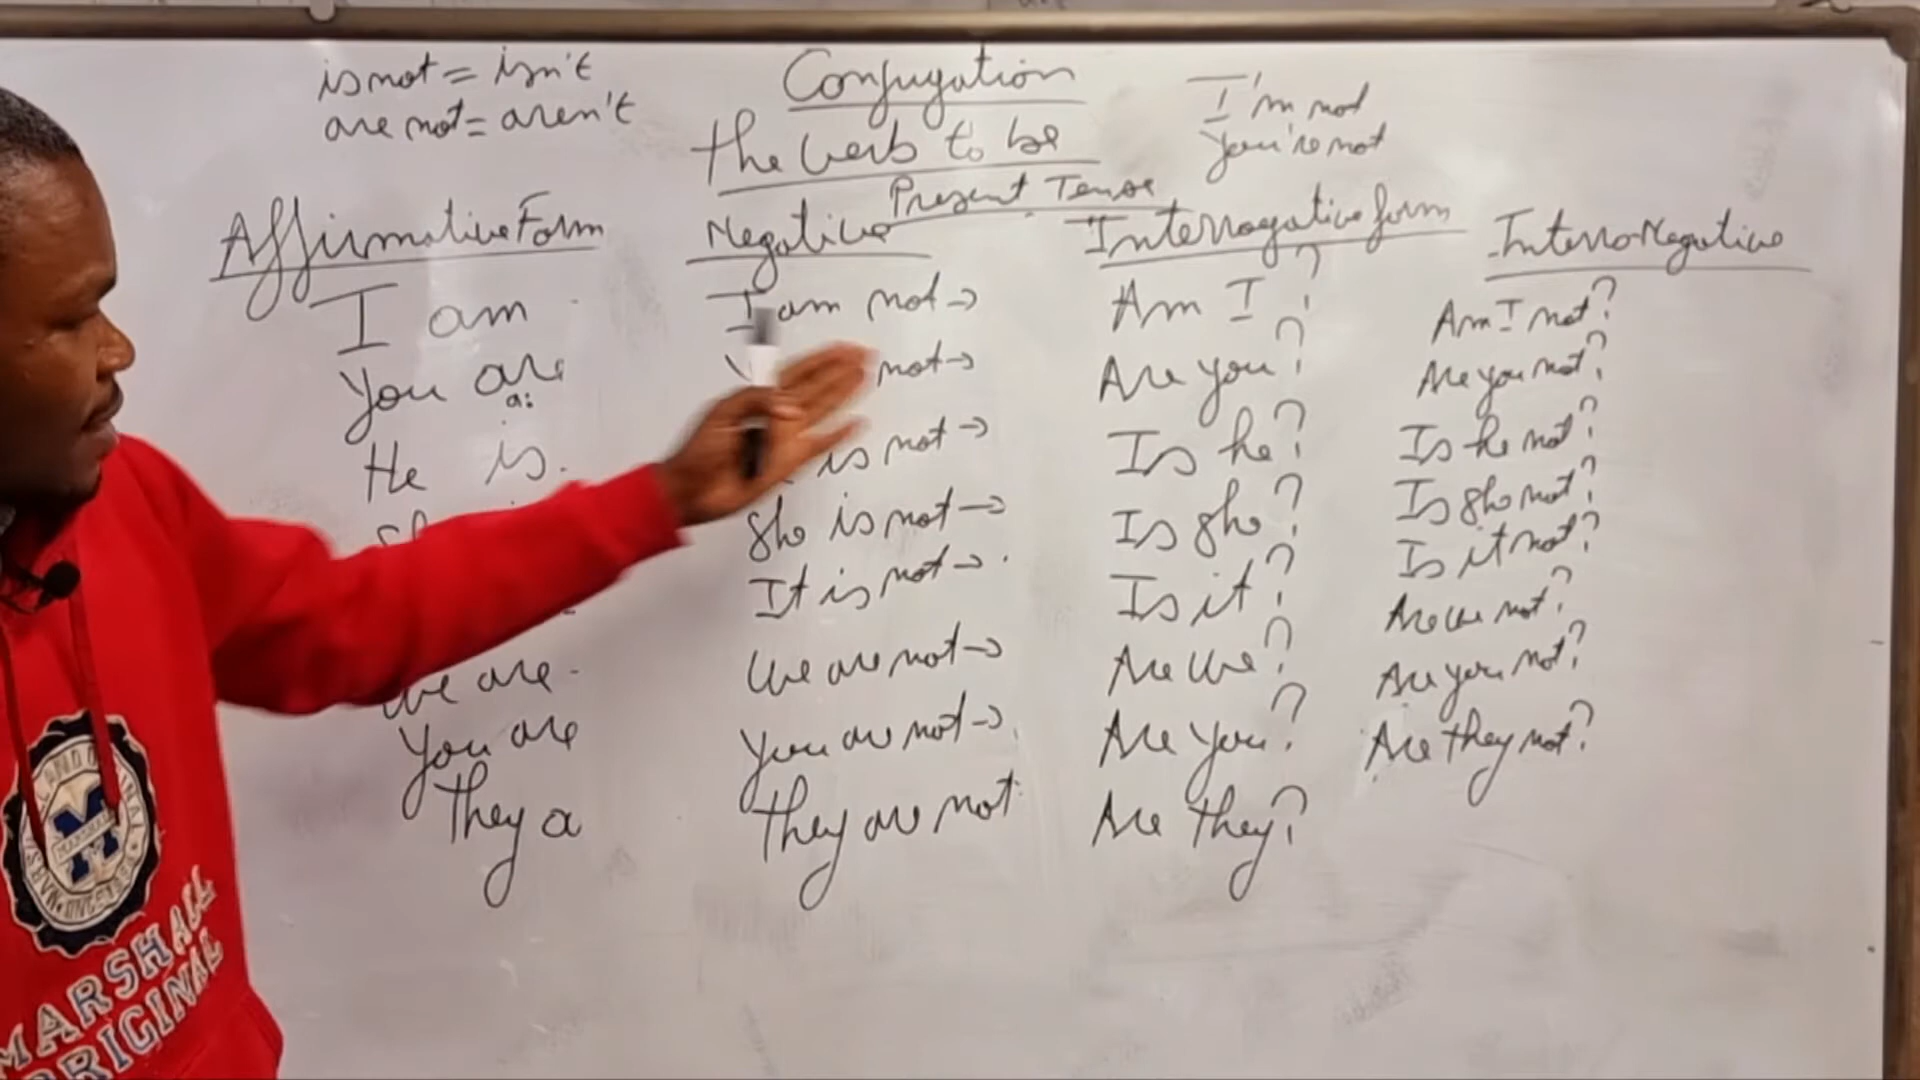 is not = isn't
are not = aren't
Conjugation
the verb to be
Present Tense
I'm not
you're not
Affirmative Form
I am
You are
a:
He is.
we are.
You are
they a
Negative
I am not →
not →
is not →
She is not →
It is not →
We are not →
You are not →
they are not
Interrogative form
Am I?
Are you?
Is he?
Is she?
Is it?
Are we?
Are you?
Are they?
Interro Negative
Am I not?
Are you not?
Is he not?
Is she not?
Is it not?
Are we not?
Are you not?
Are they not?
M
MARSHALL
ORIGINAL